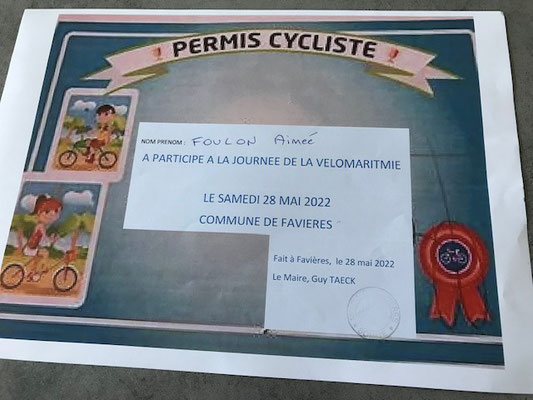 PERMIS CYCLISTE
NOM PRENOM : FOULON Aimée
A PARTICIPE A LA JOURNEE DE LA VELOMARITMIE
LE SAMEDI 28 MAI 2022
COMMUNE DE FAVIERES
Fait à Favières, le 28 mai 2022
Le Maire, Guy TAECK